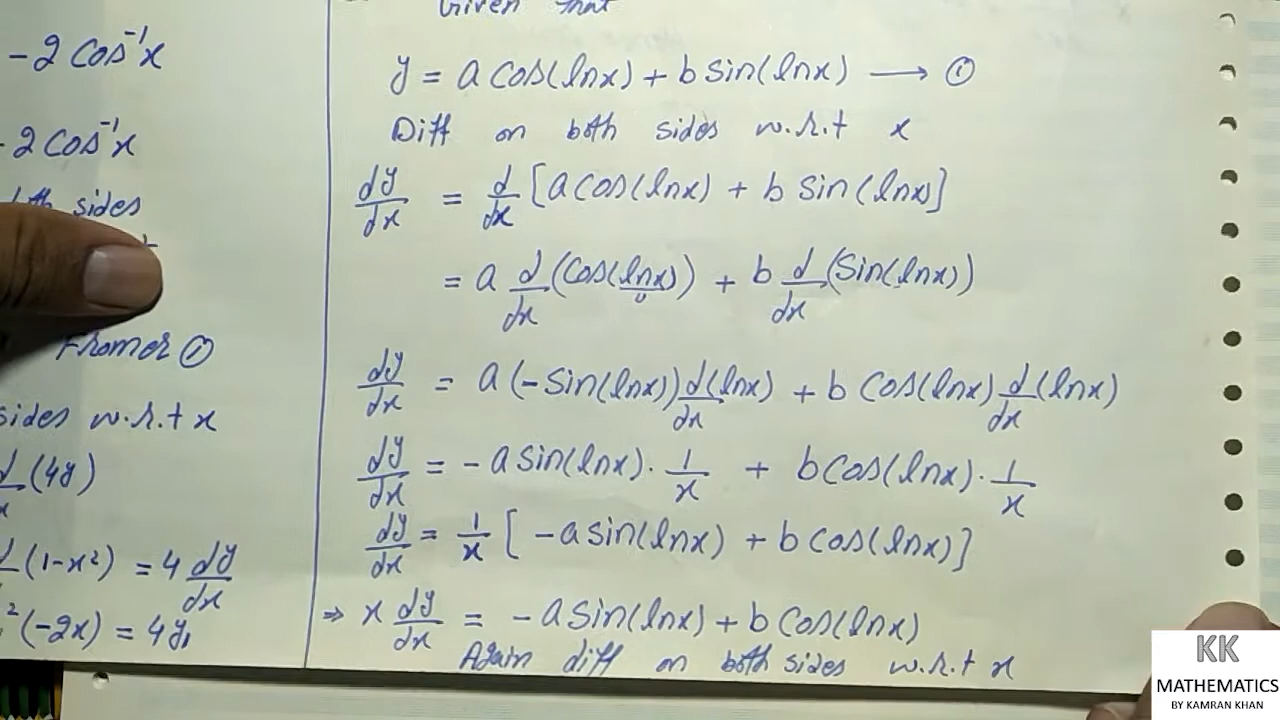 - 2 Cos⁻¹x
- 2 Cos⁻¹x
sides
From ①
sides w.r.t x
(4y)
(1-x²) = 4 dy/dx
²(-2x) = 4y₁
Given that
y = a cos(lnx) + b sin(lnx) ⟶ ①
Diff on both sides w.r.t x
dy/dx = d/dx [a cos(lnx) + b sin(lnx)]
= a d/dx (cos(lnx)) + b d/dx (Sin(lnx))
dy/dx = a (-Sin(lnx)) d/dx (lnx) + b Cos(lnx) d/dx (lnx)
dy/dx = - a sin(lnx) · 1/x + b cos(lnx) · 1/x
dy/dx = 1/x [ -a sin(lnx) + b cos(lnx)]
⇒ x dy/dx = - a sin(lnx) + b Cos(lnx)
Again diff on both sides w.r.t x
KK
MATHEMATICS
BY KAMRAN KHAN